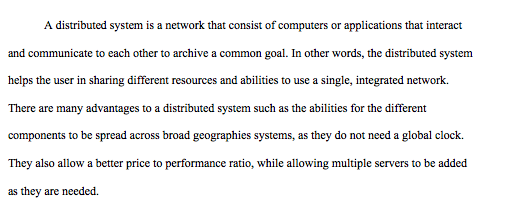 A distributed system is a network that consist of computers or applications that interact
and communicate to each other to archive a common goal. In other words, the distributed system
helps the user in sharing different resources and abilities to use a single, integrated network.
There are many advantages to a distributed system such as the abilities for the different
components to be spread across broad geographies systems, as they do not need a global clock.
They also allow a better price to performance ratio, while allowing multiple servers to be added
as they are needed.